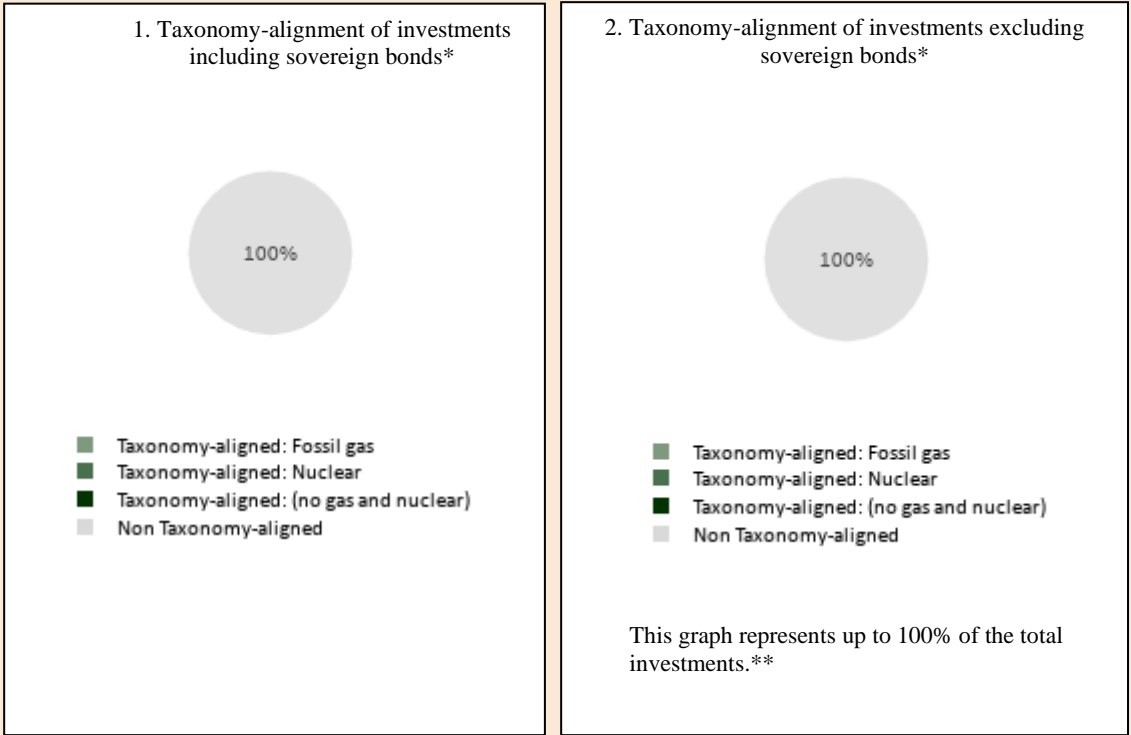 1. Taxonomy-alignment of investments
including sovereign bonds*
100%
Taxonomy-aligned: Fossil gas
Taxonomy-aligned: Nuclear
Taxonomy-aligned: (no gas and nuclear)
Non Taxonomy-aligned
2. Taxonomy-alignment of investments excluding
sovereign bonds*
100%
Taxonomy-aligned: Fossil gas
Taxonomy-aligned: Nuclear
Taxonomy-aligned: (no gas and nuclear)
Non Taxonomy-aligned
This graph represents up to 100% of the total
investments.**